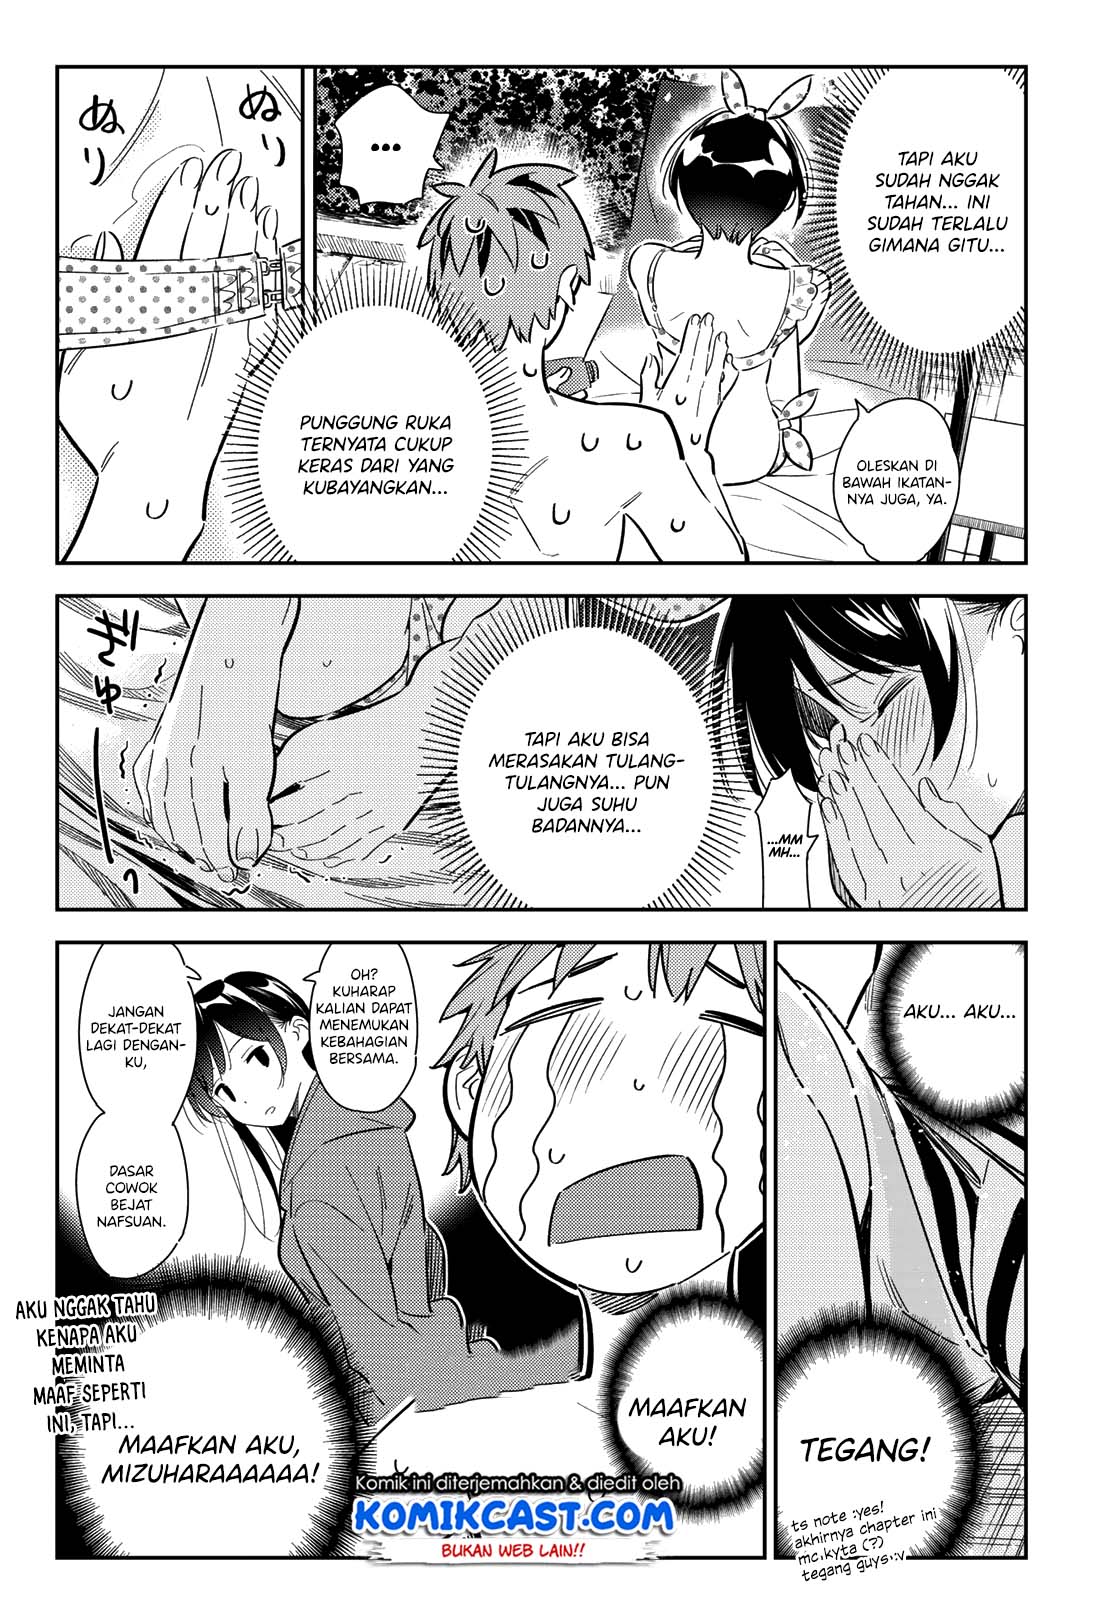 TAPI AKU
SUDAH NGGAK
TAHAN... INI
SUDAH TERLALU
GIMANA GITU...
...
OLESKAN DI
BAWAH IKATAN-
NYA JUGA, YA.
PUNGGUNG RUKA
TERNYATA CUKUP
KERAS DARI YANG
KUBAYANGKAN...
ぬり
ぬり
...MM
MH...
TAPI AKU BISA
MERASAKAN TULANG-
TULANGNYA... PUN
JUGA SUHU
BADANNYA...
ぎゅ
AKU... AKU...
TEGANG!
ts note :yes!
akhirnya chapter ini
mc kyta (?)
tegang guys:v
OH?
KUHARAP
KALIAN DAPAT
MENEMUKAN
KEBAHAGIAN
BERSAMA.
JANGAN
DEKAT-DEKAT
LAGI DENGAN-
KU,
DASAR
COWOK
BEJAT
NAFSUAN.
MAAFKAN
AKU!
AKU NGGAK TAHU
KENAPA AKU
MEMINTA
MAAF SEPERTI
INI, TAPI...
MAAFKAN AKU,
MIZUHARAAAAAA!
Komik ini diterjemahkan & diedit oleh
KOMIKCAST.COM
BUKAN WEB LAIN!!